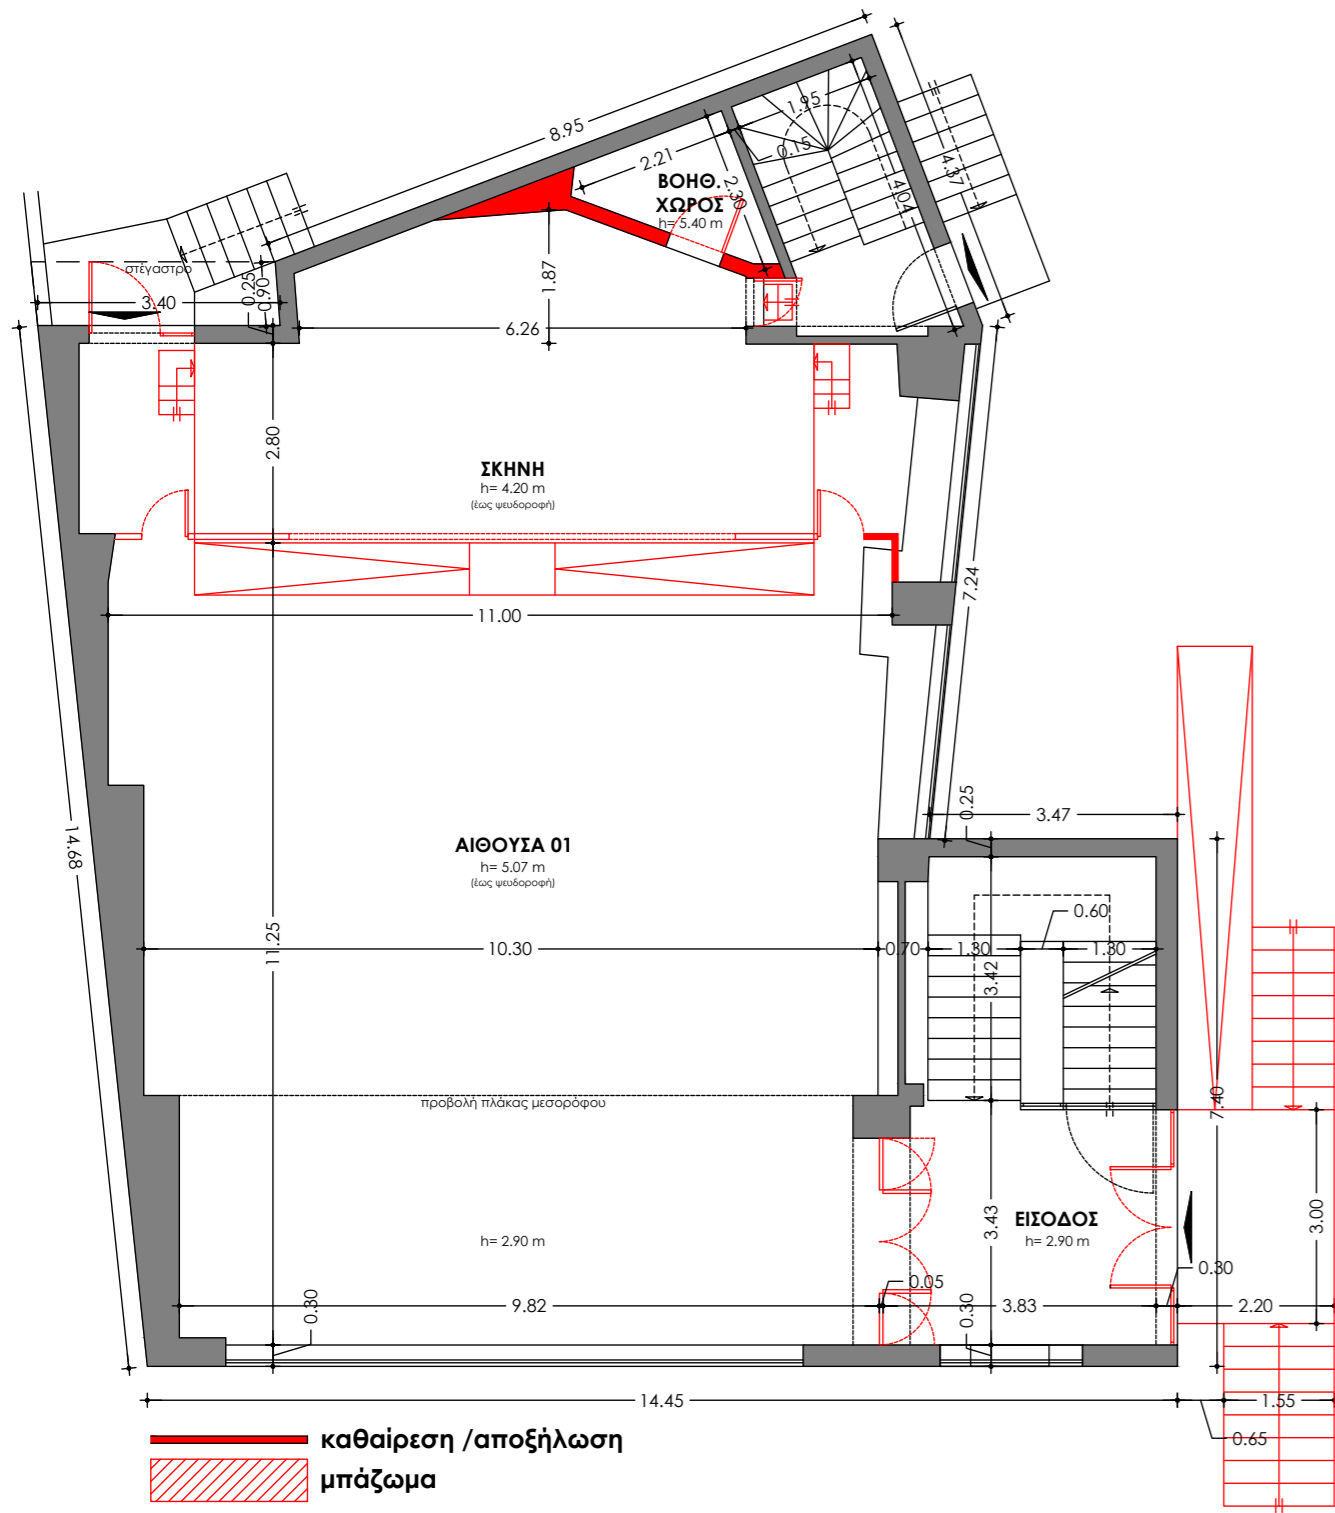 8.95
1.95
0.15
4.37
2.21
2.30
4.04
ΒΟΗΘ.
ΧΩΡΟΣ
h= 5.40 m
στέγαστρο
0.25
0.90
3.40
1.87
6.26
2.80
ΣΚΗΝΗ
h= 4.20 m
(έως ψευδοροφή)
7.24
11.00
14.68
ΑΙΘΟΥΣΑ 01
h= 5.07 m
(έως ψευδοροφή)
0.25
3.47
11.25
10.30
0.70
1.30
0.60
1.30
3.42
προβολή πλάκας μεσορόφου
7.40
h= 2.90 m
3.43
ΕΙΣΟΔΟΣ
h= 2.90 m
3.00
0.30
9.82
0.05
0.30
3.83
0.30
2.20
14.45
0.65
1.55
καθαίρεση /αποξήλωση
μπάζωμα